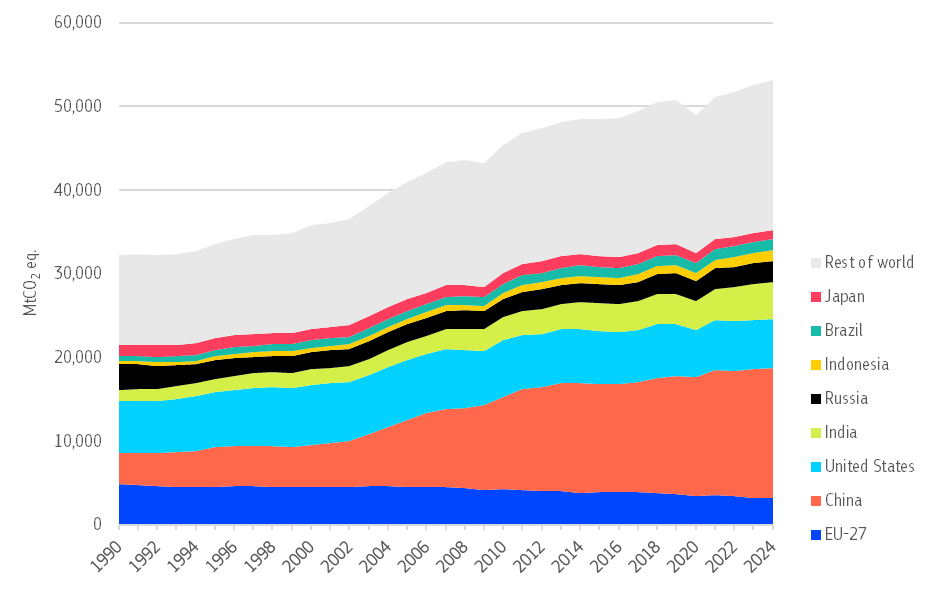 60,000
50,000
40,000
30,000
20,000
10,000
0
MtCO2 eq.
1990
1992
1994
1996
1998
2000
2002
2004
2006
2008
2010
2012
2014
2016
2018
2020
2022
2024
Rest of world
Japan
Brazil
Indonesia
Russia
India
United States
China
EU-27